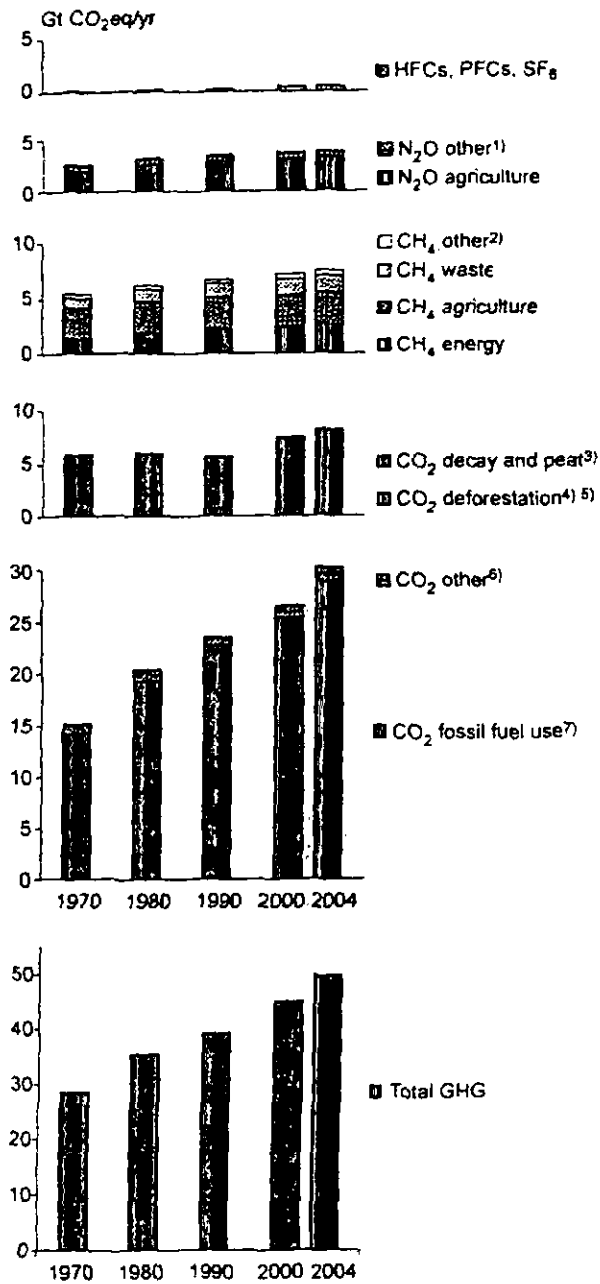 Gt CO₂eq/yr
5
0
HFCs, PFCs, SF₆
5
0
N₂O other¹⁾
N₂O agriculture
10
5
0
CH₄ other²⁾
CH₄ waste
CH₄ agriculture
CH₄ energy
10
5
0
CO₂ decay and peat³⁾
CO₂ deforestation⁴⁾ ⁵⁾
30
25
20
15
10
5
0
CO₂ other⁶⁾
CO₂ fossil fuel use⁷⁾
1970 1980 1990 2000 2004
50
40
30
20
10
0
Total GHG
1970 1980 1990 2000 2004